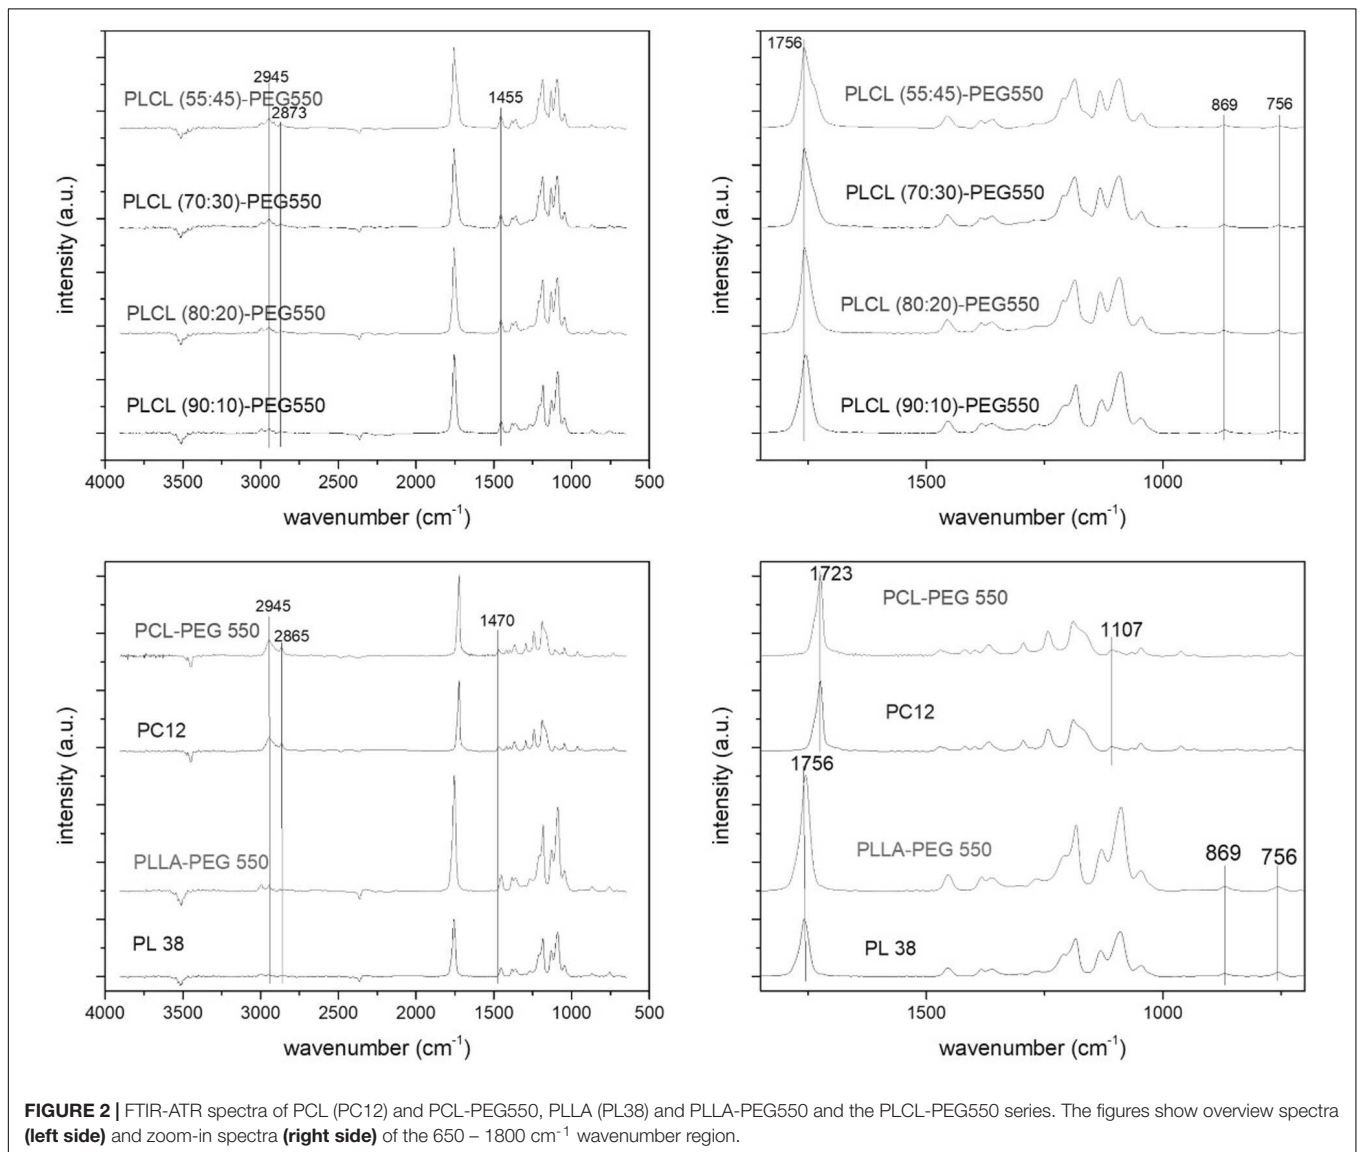 2945
PLCL (55:45)-PEG550
2873
1455
PLCL (70:30)-PEG550
PLCL (80:20)-PEG550
PLCL (90:10)-PEG550
intensity (a.u.)
4000 3500 3000 2500 2000 1500 1000 500
wavenumber (cm-1)
1756
PLCL (55:45)-PEG550
869 756
PLCL (70:30)-PEG550
PLCL (80:20)-PEG550
PLCL (90:10)-PEG550
intensity (a.u.)
1500 1000
wavenumber (cm-1)
2945
PCL-PEG 550
2865
1470
PC12
PLLA-PEG 550
PL 38
intensity (a.u.)
4000 3500 3000 2500 2000 1500 1000 500
wavenumber (cm-1)
1723
PCL-PEG 550
1107
PC12
1756
PLLA-PEG 550
869 756
PL 38
intensity (a.u.)
1500 1000
wavenumber (cm-1)
FIGURE 2 | FTIR-ATR spectra of PCL (PC12) and PCL-PEG550, PLLA (PL38) and PLLA-PEG550 and the PLCL-PEG550 series. The figures show overview spectra
(left side) and zoom-in spectra (right side) of the 650 – 1800 cm-1 wavenumber region.